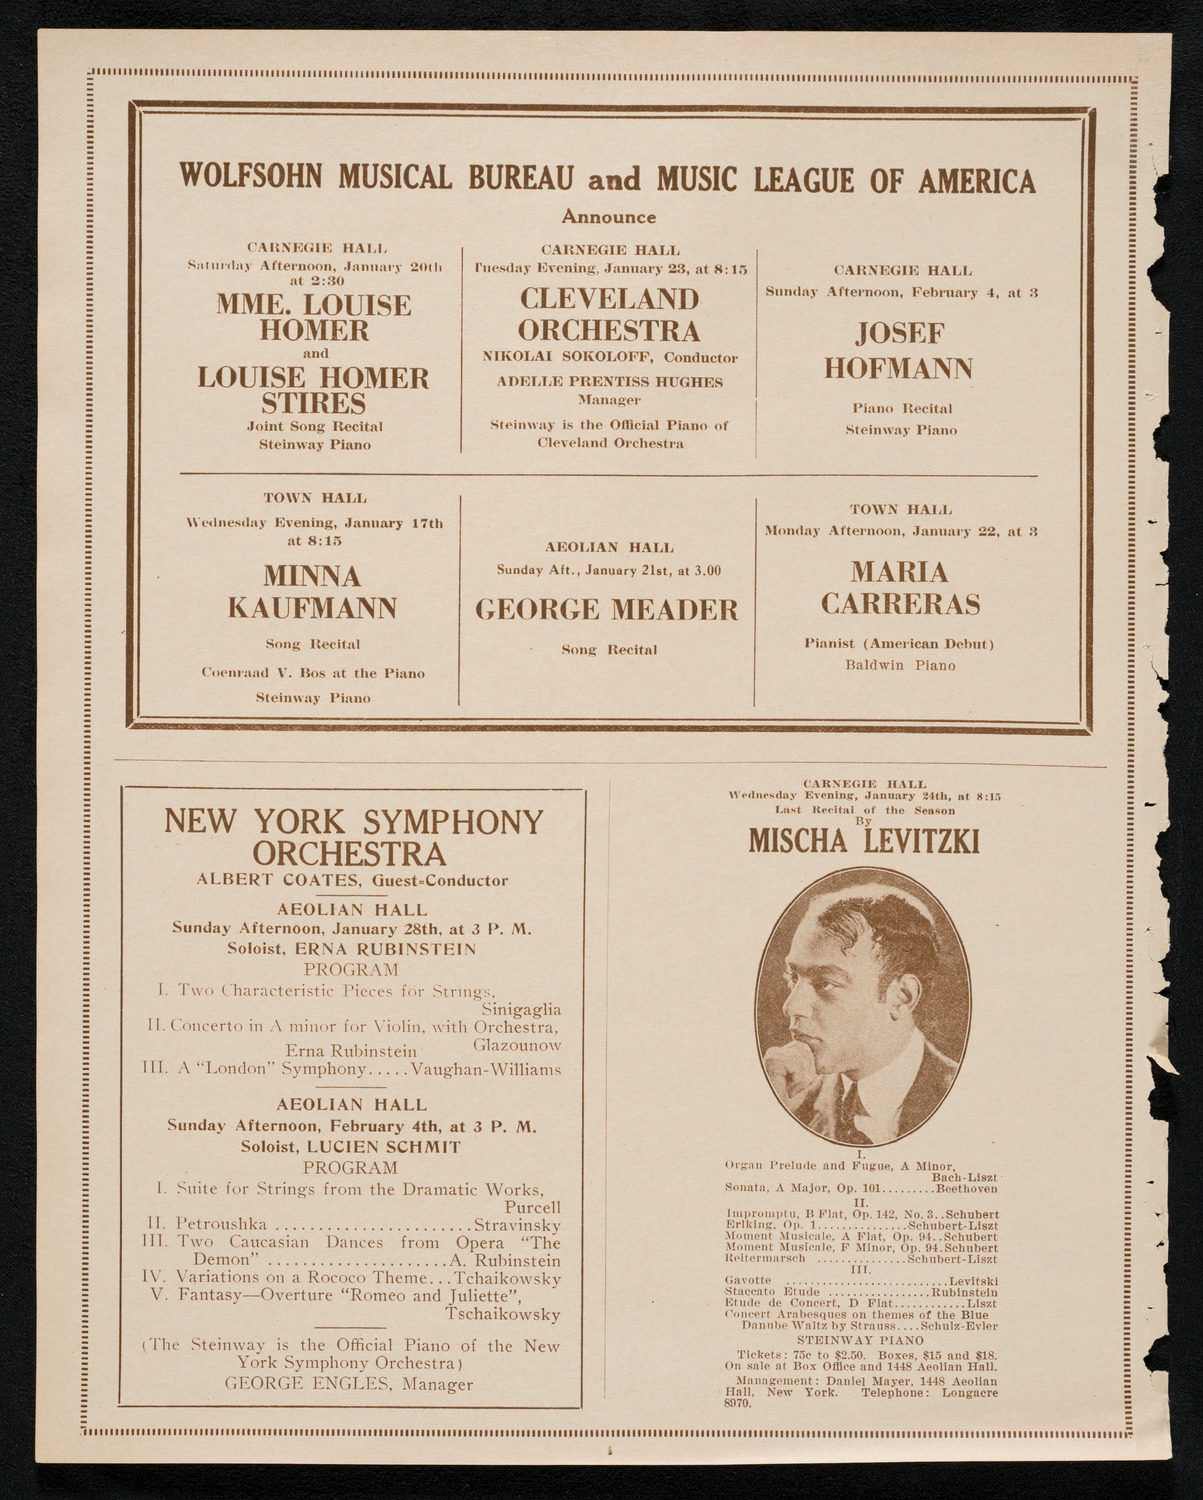 WOLFSOHN MUSICAL BUREAU and MUSIC LEAGUE OF AMERICA
Announce
CARNEGIE HALL
Saturday Afternoon, January 20th
at 2:30
MME. LOUISE
HOMER
and
LOUISE HOMER
STIRES
Joint Song Recital
Steinway Piano
CARNEGIE HALL
Tuesday Evening, January 23, at 8:15
CLEVELAND
ORCHESTRA
NIKOLAI SOKOLOFF, Conductor
ADELLE PRENTISS HUGHES
Manager
Steinway is the Official Piano of
Cleveland Orchestra
CARNEGIE HALL
Sunday Afternoon, February 4, at 3
JOSEF
HOFMANN
Piano Recital
Steinway Piano
TOWN HALL
Wednesday Evening, January 17th
at 8:15
MINNA
KAUFMANN
Song Recital
Coenraad V. Bos at the Piano
Steinway Piano
AEOLIAN HALL
Sunday Aft., January 21st, at 3.00
GEORGE MEADER
Song Recital
TOWN HALL
Monday Afternoon, January 22, at 3
MARIA
CARRERAS
Pianist (American Debut)
Baldwin Piano
NEW YORK SYMPHONY
ORCHESTRA
ALBERT COATES, Guest=Conductor
AEOLIAN HALL
Sunday Afternoon, January 28th, at 3 P. M.
Soloist, ERNA RUBINSTEIN
PROGRAM
I. Two Characteristic Pieces for Strings,
Sinigaglia
II. Concerto in A minor for Violin, with Orchestra,
Glazounow
Erna Rubinstein
III. A "London" Symphony.....Vaughan-Williams
AEOLIAN HALL
Sunday Afternoon, February 4th, at 3 P. M.
Soloist, LUCIEN SCHMIT
PROGRAM
I. Suite for Strings from the Dramatic Works,
Purcell
II. Petroushka .......................Stravinsky
III. Two Caucasian Dances from Opera "The
Demon" .....................A. Rubinstein
IV. Variations on a Rococo Theme...Tchaikowsky
V. Fantasy—Overture "Romeo and Juliette",
Tschaikowsky
(The Steinway is the Official Piano of the New
York Symphony Orchestra)
GEORGE ENGLES, Manager
CARNEGIE HALL
Wednesday Evening, January 24th, at 8:15
Last Recital of the Season
By
MISCHA LEVITZKI
I.
Organ Prelude and Fugue, A Minor,
Bach-Liszt
Sonata, A Major, Op. 101.........Beethoven
II.
Impromptu, B Flat, Op. 142, No. 3..Schubert
Erlking, Op. 1...............Schubert-Liszt
Moment Musicale, A Flat, Op. 94..Schubert
Moment Musicale, F Minor, Op. 94.Schubert
Reitermarsch ...............Schubert-Liszt
III.
Gavotte ...........................Levitski
Staccato Etude .................Rubinstein
Etude de Concert, D Flat............Liszt
Concert Arabesques on themes of the Blue
Danube Waltz by Strauss....Schulz-Evler
STEINWAY PIANO
Tickets: 75c to $2.50. Boxes, $15 and $18.
On sale at Box Office and 1448 Aeolian Hall.
Management: Daniel Mayer, 1448 Aeolian
Hall, New York. Telephone: Longacre
8970.